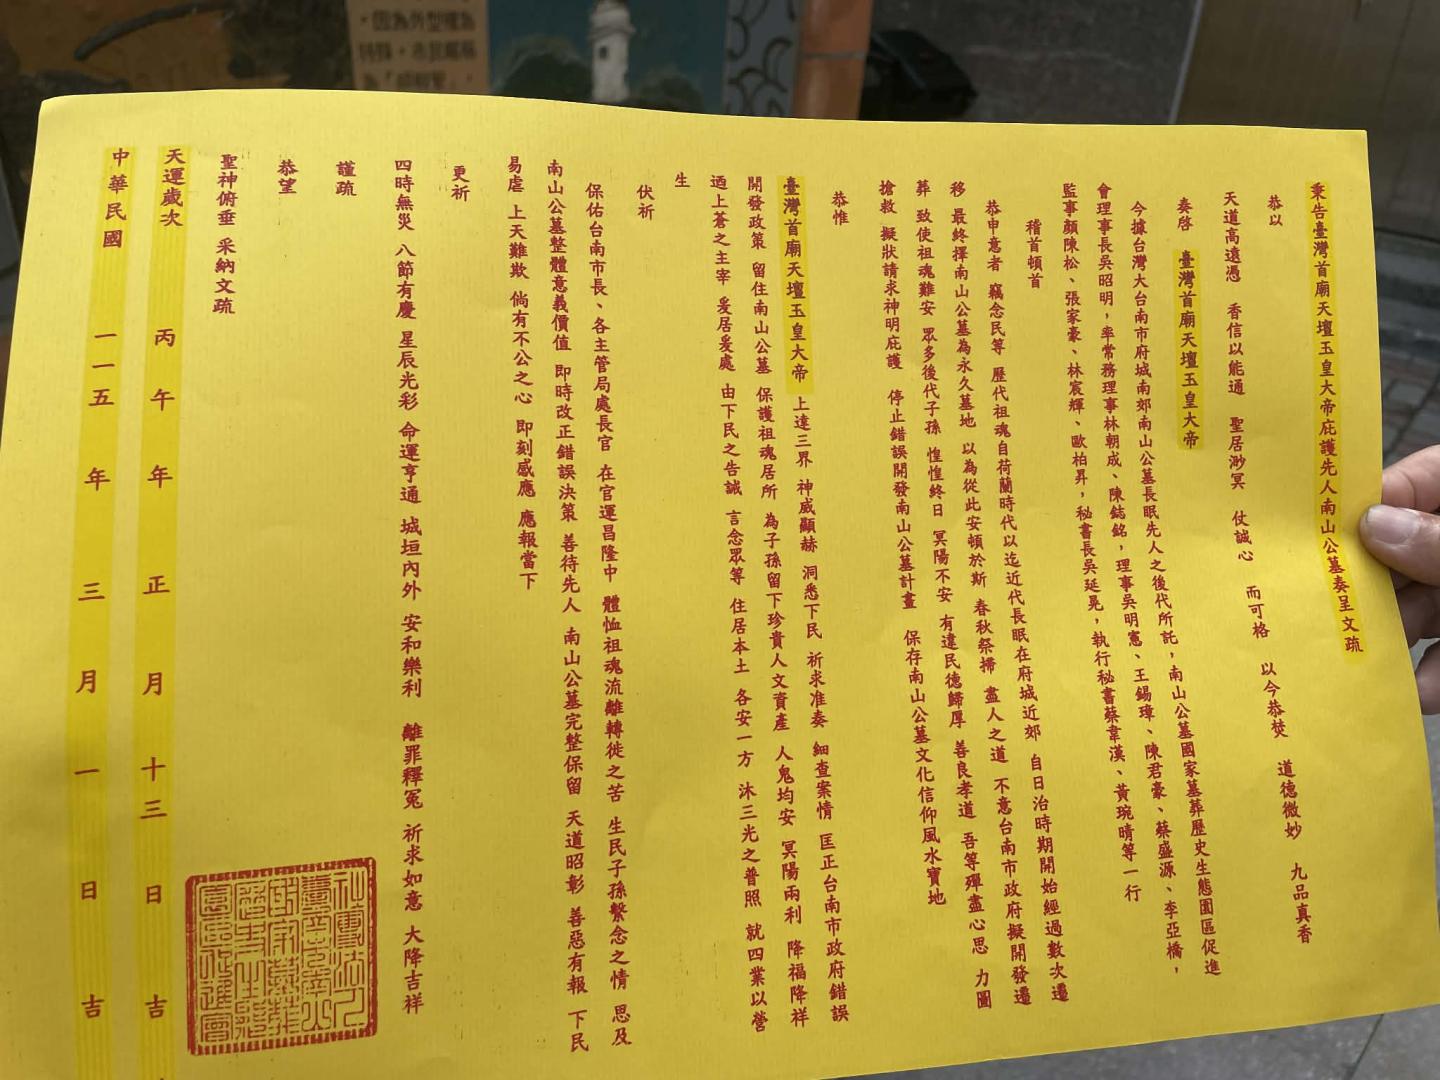 秉告臺灣首廟天壇玉皇大帝庇護先人南山公墓奏呈文疏
恭以
天道高遠憑　香信以能通　聖居渺冥　仗誠心　而可格　以今恭焚　道德微妙　九品真香
奏啓　臺灣首廟天壇玉皇大帝
今據台灣大台南市府城南郊南山公墓長眠先人之後代所託，南山公墓國家墓葬歷史生態園區促進
會理事長吳昭明，率常務理事林朝成、陳鋕銘，理事吳明憲、王錫璋、陳君豪、蔡盛源、李亞橋，
監事顏陳松、張家豪、林宸輝、歐柏昇，秘書長吳延晃，執行秘書蔡韋漢、黃琬晴等一行
稽首頓首
恭申意者 竊念民等 歷代祖魂自荷蘭時代以迄近代長眠在府城近郊 自日治時期開始經過數次遷
移 最終擇南山公墓為永久墓地 以為從此安頓於斯 春秋祭掃 盡人之道 不意台南市政府擬開發遷
葬 致使祖魂難安 眾多後代子孫 惶惶終日 冥陽不安 有違民德歸厚 善良孝道 吾等殫盡心思 力圖
搶救 擬狀請求神明庇護　停止錯誤開發南山公墓計畫　保存南山公墓文化信仰風水寶地
恭惟
臺灣首廟天壇玉皇大帝 上達三界 神威顯赫 洞悉下民 祈求准奏 細查案情 匡正台南市政府錯誤
開發政策 留住南山公墓 保護祖魂居所 為子孫留下珍貴人文資產 人鬼均安 冥陽兩利 降福降祥
迺上蒼之主宰 爰居爰處 由下民之告誡 言念眾等 住居本土 各安一方 沐三光之普照 就四業以營
生
伏祈
保佑台南市長、各主管局處長官 在官運昌隆中 體恤祖魂流離轉徙之苦 生民子孫繫念之情 思及
南山公墓整體意義價值 即時改正錯誤決策 善待先人 南山公墓完整保留 天道昭彰 善惡有報 下民
易虐 上天難欺 倘有不公之心 即刻感應 應報當下
更祈
四時無災 八節有慶 星辰光彩 命運亨通 城垣內外 安和樂利　離罪釋冤 祈求如意 大降吉祥
謹疏
恭望
聖神俯垂 采納文疏
天運歲次　丙午年正月十三日吉
中華民國　一一五年三月一日吉